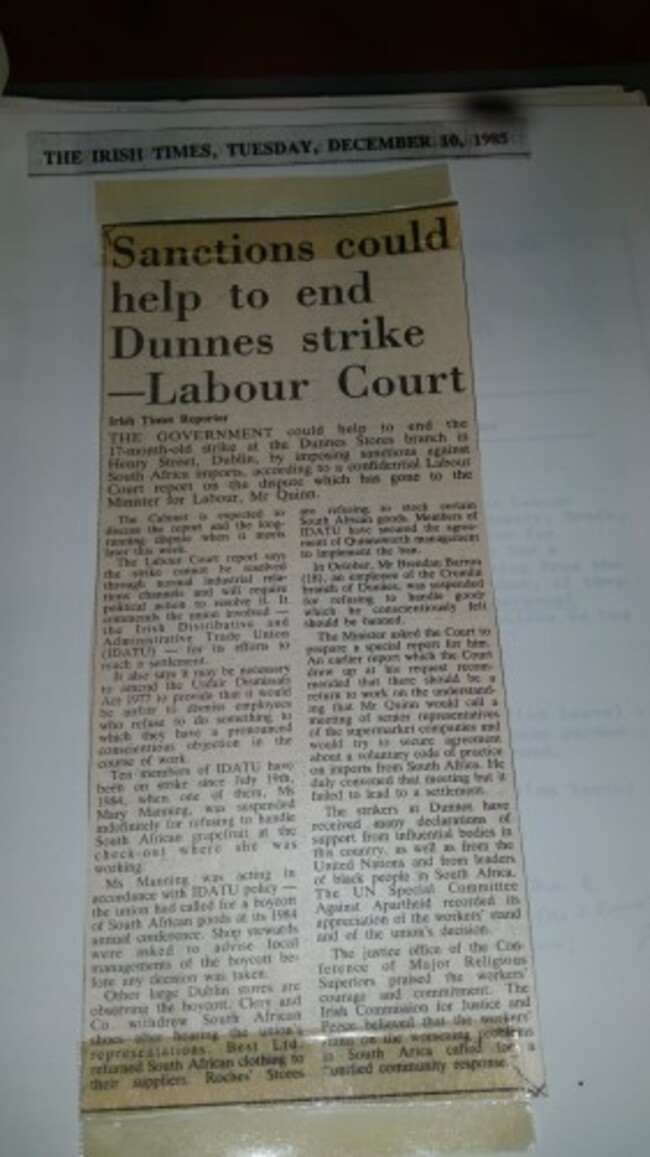 THE IRISH TIMES, TUESDAY, DECEMBER 10, 1985
Sanctions could
help to end
Dunnes strike
—Labour Court
Irish Times Reporter
THE GOVERNMENT could help to end the
17-month-old strike at the Dunnes Stores branch in
Henry Street, Dublin, by imposing sanctions against
South Africa imports, according to a confidential Labour
Court report on the dispute which has gone to the
Minister for Labour, Mr Quinn.
The Cabinet is expected to
discuss the report and the long-
running dispute when it meets
later this week.
The Labour Court report says
the strike cannot be resolved
through normal industrial rela-
tions channels and will require
political action to resolve it. It
commends the union involved —
the Irish Distributive and
Administrative Trade Union
(IDATU) — for its efforts to
reach a settlement.
It also says it may be necessary
to amend the Unfair Dismissals
Act 1977 to provide that it would
be unfair to dismiss employees
who refuse to do something to
which they have a pronounced
conscientious objection in the
course of work.
Ten members of IDATU have
been on strike since July 19th,
1984, when one of them, Ms
Mary Manning, was suspended
indefinitely for refusing to handle
South African grapefruit at the
check-out where she was
working.
Ms Manning was acting in
accordance with IDATU policy —
the union had called for a boycott
of South African goods at its 1984
annual conference. Shop stewards
were asked to advise local
managements of the boycott be-
fore any decision was taken.
Other large Dublin stores are
observing the boycott. Clery and
Co. withdrew South African
shoes after hearing the union's
representations. Best Ltd.
returned South African clothing to
their suppliers. Roches' Stores
are refusing to stock certain
South African goods. Members of
IDATU have secured the agree-
ment of Quinnsworth management
to implement the ban.
In October, Mr Brendan Barron
(18), an employee of the Crumlin
branch of Dunnes, was suspended
for refusing to handle goods
which he conscientiously felt
should be banned.
The Minister asked the Court to
prepare a special report for him.
An earlier report which the Court
drew up at his request recom-
mended that there should be a
return to work on the understand-
ing that Mr Quinn would call a
meeting of senior representatives
of the supermarket companies and
would try to secure agreement
about a voluntary code of practice
on imports from South Africa. He
duly convened that meeting but it
failed to lead to a settlement.
The strikers at Dunnes have
received many declarations of
support from influential bodies in
this country, as well as from the
United Nations and from leaders
of black people in South Africa.
The UN Special Committee
Against Apartheid recorded its
appreciation of the workers' stand
and of the union's decision.
The justice office of the Con-
ference of Major Religious
Superiors praised the workers'
courage and commitment. The
Irish Commission for Justice and
Peace believed that the workers'
stand on the worsening problems
in South Arica called for a
"unified community response.